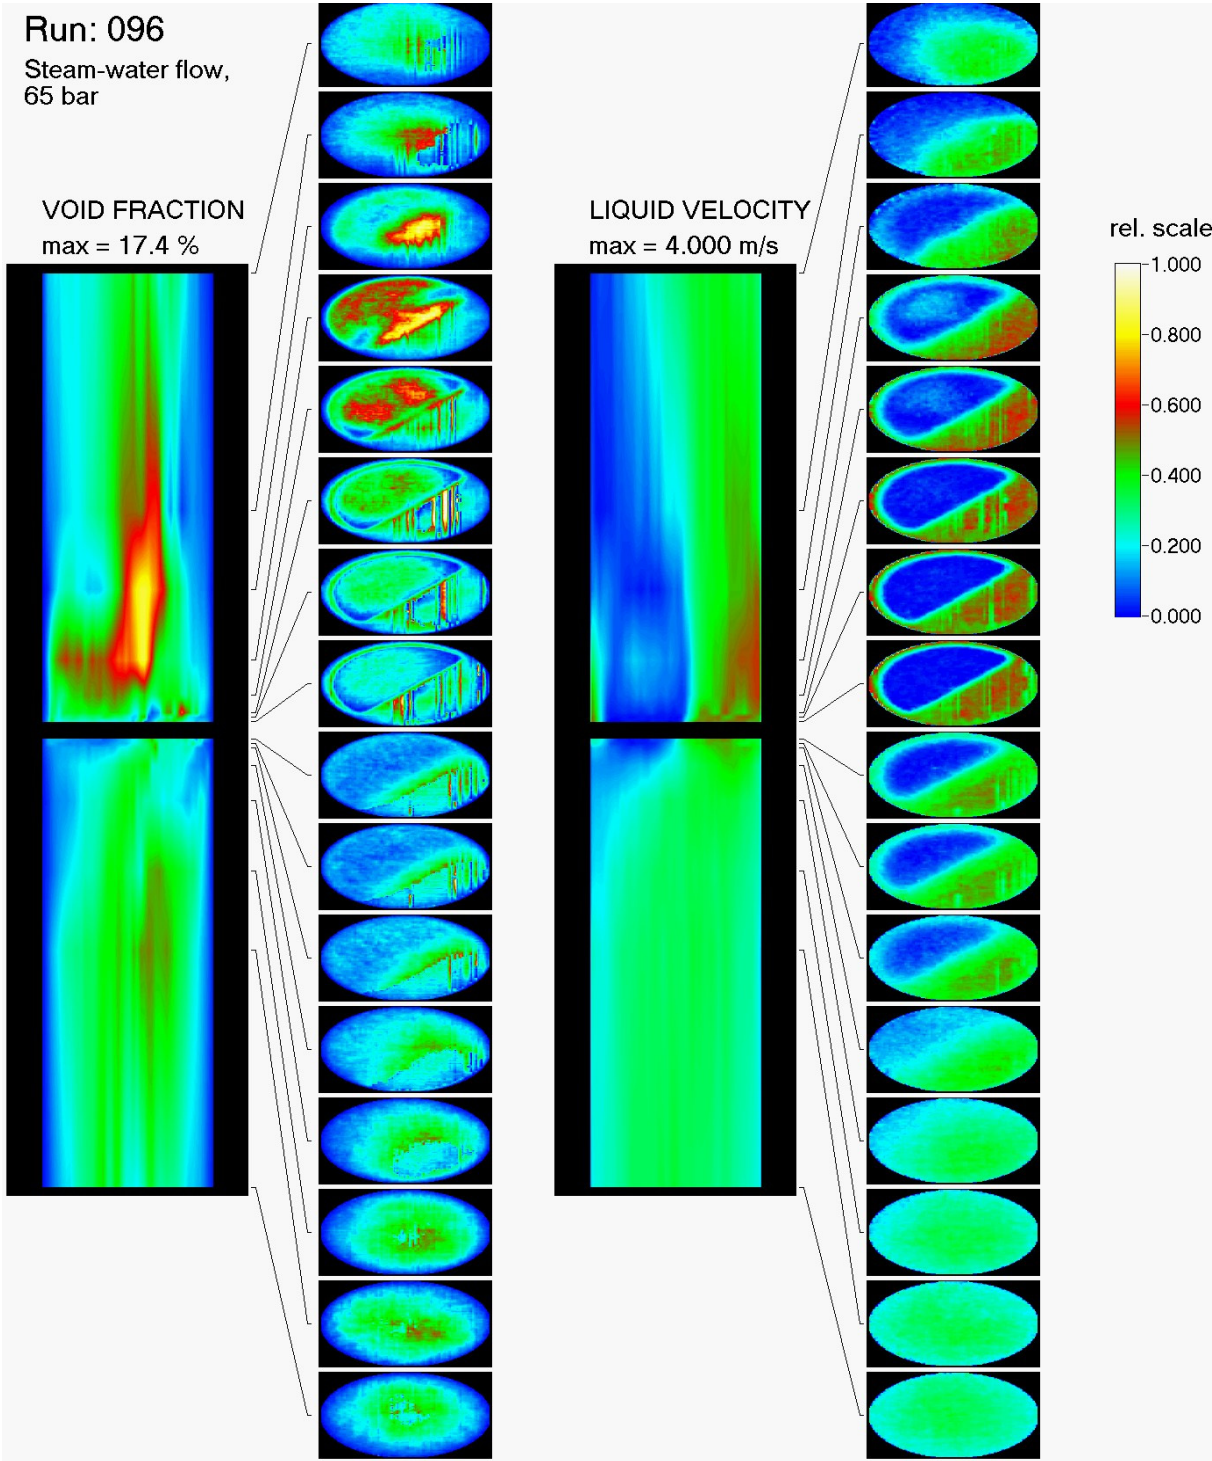 Run: 096
Steam-water flow,
65 bar
VOID FRACTION
max = 17.4 %
LIQUID VELOCITY
max = 4.000 m/s
rel. scale
1.000
0.800
0.600
0.400
0.200
0.000